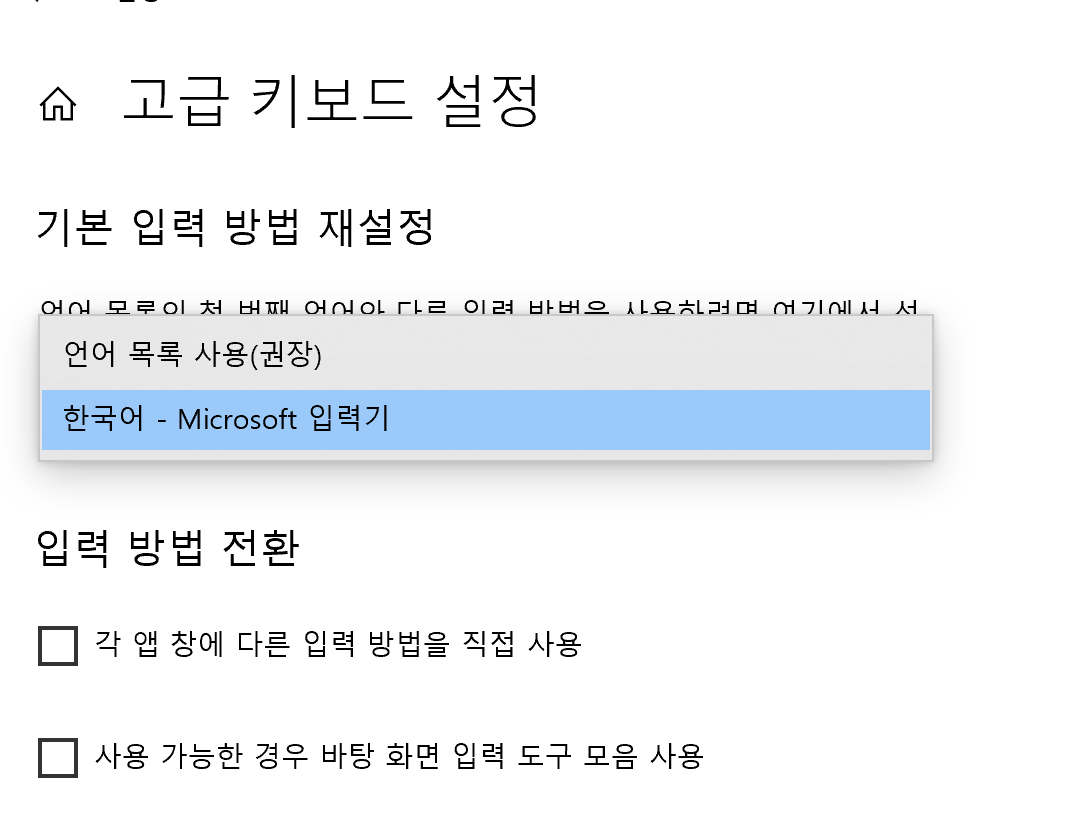 고급 키보드 설정
기본 입력 방법 재설정
언어 목록의 첫 번째 언어와 다른 입력 방법을 사용하려면 여기에서 선
언어 목록 사용(권장)
한국어 - Microsoft 입력기
입력 방법 전환
각 앱 창에 다른 입력 방법을 직접 사용
사용 가능한 경우 바탕 화면 입력 도구 모음 사용